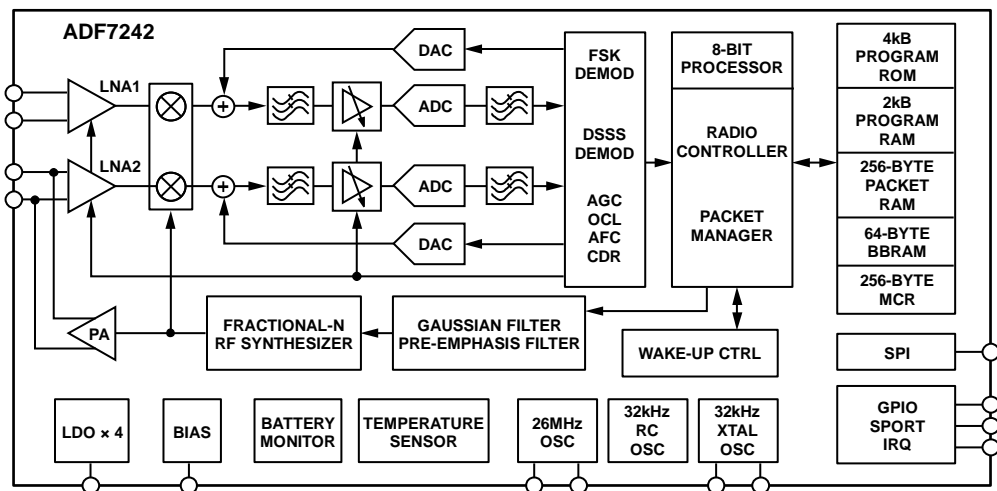 ADF7242
LNA1
LNA2
DAC
ADC
ADC
DAC
FSK
DEMOD
DSSS
DEMOD
AGC
OCL
AFC
CDR
8-BIT
PROCESSOR
RADIO
CONTROLLER
PACKET
MANAGER
4kB
PROGRAM
ROM
2kB
PROGRAM
RAM
256-BYTE
PACKET
RAM
64-BYTE
BBRAM
256-BYTE
MCR
PA
FRACTIONAL-N
RF SYNTHESIZER
GAUSSIAN FILTER
PRE-EMPHASIS FILTER
WAKE-UP CTRL
SPI
LDO × 4
BIAS
BATTERY
MONITOR
TEMPERATURE
SENSOR
26MHz
OSC
32kHz
RC
OSC
32kHz
XTAL
OSC
GPIO
SPORT
IRQ